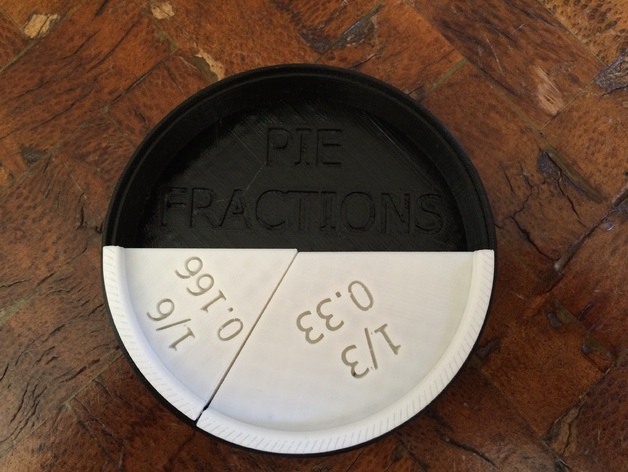 PIE
FRACTIONS
1/6
0.166
1/3
0.33